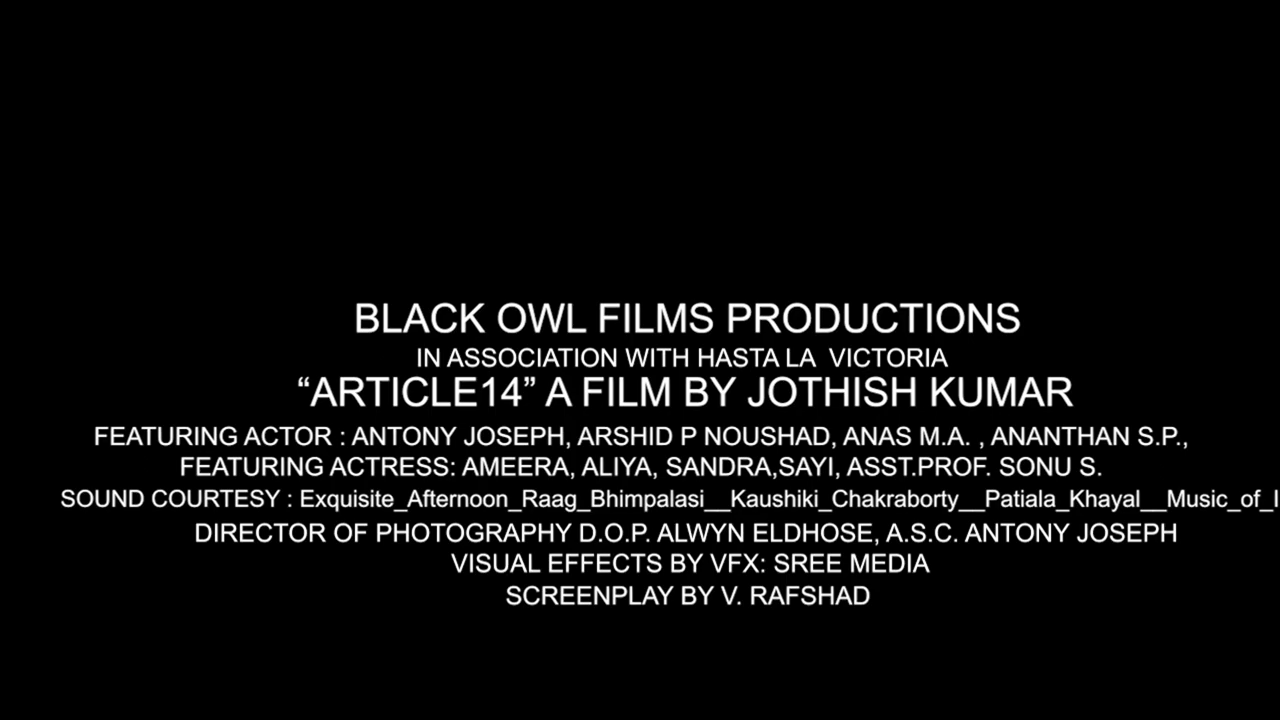 BLACK OWL FILMS PRODUCTIONS
IN ASSOCIATION WITH HASTA LA  VICTORIA
“ARTICLE14” A FILM BY JOTHISH KUMAR
FEATURING ACTOR : ANTONY JOSEPH, ARSHID P NOUSHAD, ANAS M.A. , ANANTHAN S.P.,
FEATURING ACTRESS: AMEERA, ALIYA, SANDRA,SAYI, ASST.PROF. SONU S.
SOUND COURTESY : Exquisite_Afternoon_Raag_Bhimpalasi__Kaushiki_Chakraborty__Patiala_Khayal__Music_of_I
DIRECTOR OF PHOTOGRAPHY D.O.P. ALWYN ELDHOSE, A.S.C. ANTONY JOSEPH
VISUAL EFFECTS BY VFX: SREE MEDIA
SCREENPLAY BY V. RAFSHAD